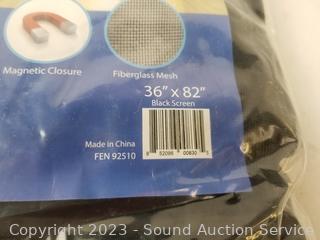 Magnetic Closure
Fiberglass Mesh
36" x 82"
Black Screen
Made in China
FEN 92510
Copyright © 2023 - Sound Auction Service